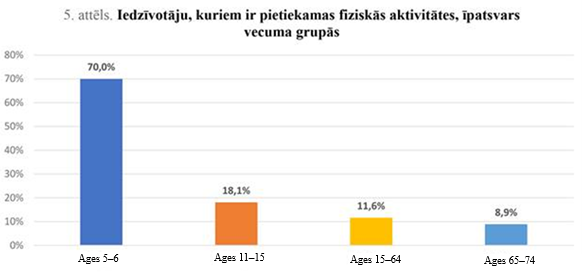 5. attēls. Iedzīvotāju, kuriem ir pietiekamas fiziskās aktivitātes, īpatsvars
vecuma grupās
80%
70%
60%
50%
40%
30%
20%
10%
0%
70,0%
18,1%
11,6%
8,9%
Ages 5–6
Ages 11–15
Ages 15–64
Ages 65–74